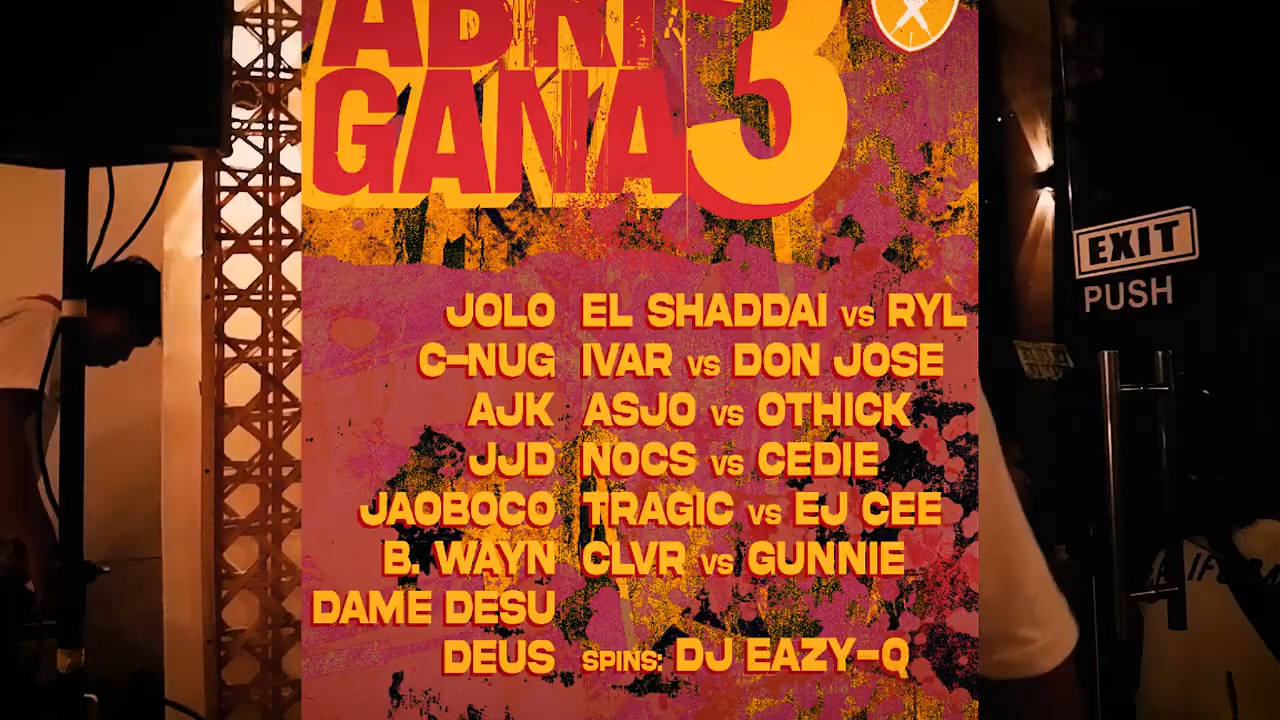 ABRI
GANA
3
JOLO
C-NUG
AJK
JJD
JAOBOCO
B. WAYN
DAME DESU
DEUS
EL SHADDAI vs RYL
IVAR vs DON JOSE
ASJO vs OTHICK
NOCS vs CEDIE
TRAGIC vs EJ CEE
CLVR vs GUNNIE
SPINS: DJ EAZY-Q
EXIT
PUSH